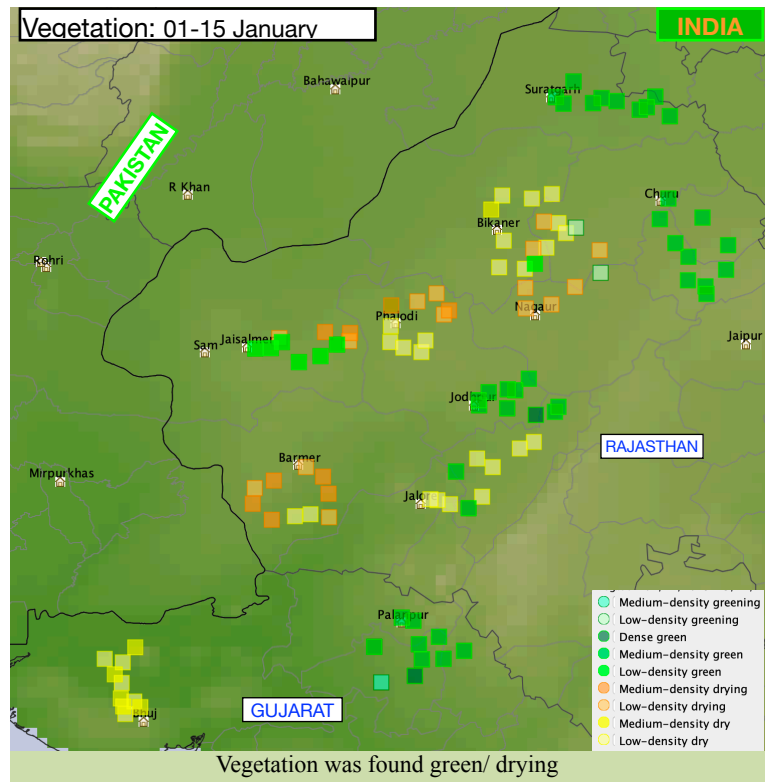 Vegetation: 01-15 January
INDIA
Bahawalpur
Suratgarh
PAKISTAN
R Khan
Churu
Bikaner
Rohri
Nagaur
Phalodi
Sam
Jaisalmer
Jaipur
Jodhpur
RAJASTHAN
Barmer
Mirpurkhas
Jalore
Palanpur
Bhuj
GUJARAT
Medium-density greening
Low-density greening
Dense green
Medium-density green
Low-density green
Medium-density drying
Low-density drying
Medium-density dry
Low-density dry
Vegetation was found green/ drying